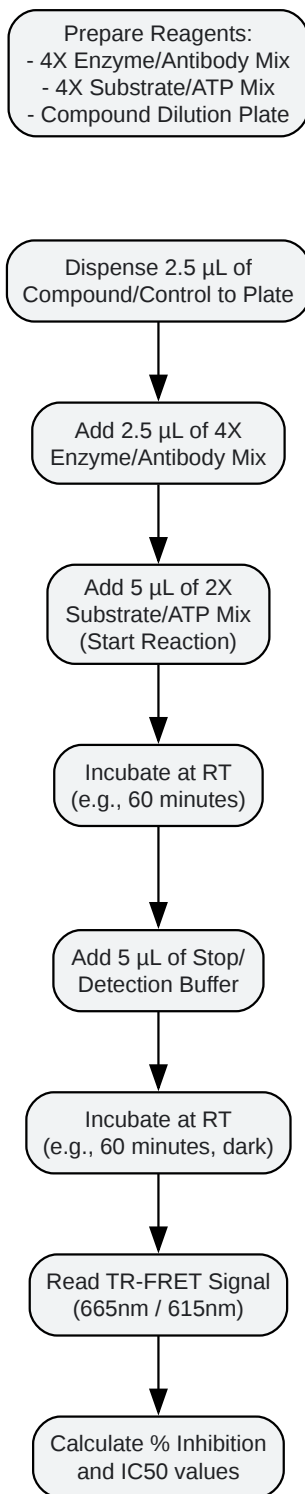 Prepare Reagents:
- 4X Enzyme/Antibody Mix
- 4X Substrate/ATP Mix
- Compound Dilution Plate
Dispense 2.5 µL of
Compound/Control to Plate
Add 2.5 µL of 4X
Enzyme/Antibody Mix
Add 5 µL of 2X
Substrate/ATP Mix
(Start Reaction)
Incubate at RT
(e.g., 60 minutes)
Add 5 µL of Stop/
Detection Buffer
Incubate at RT
(e.g., 60 minutes, dark)
Read TR-FRET Signal
(665nm / 615nm)
Calculate % Inhibition
and IC50 values